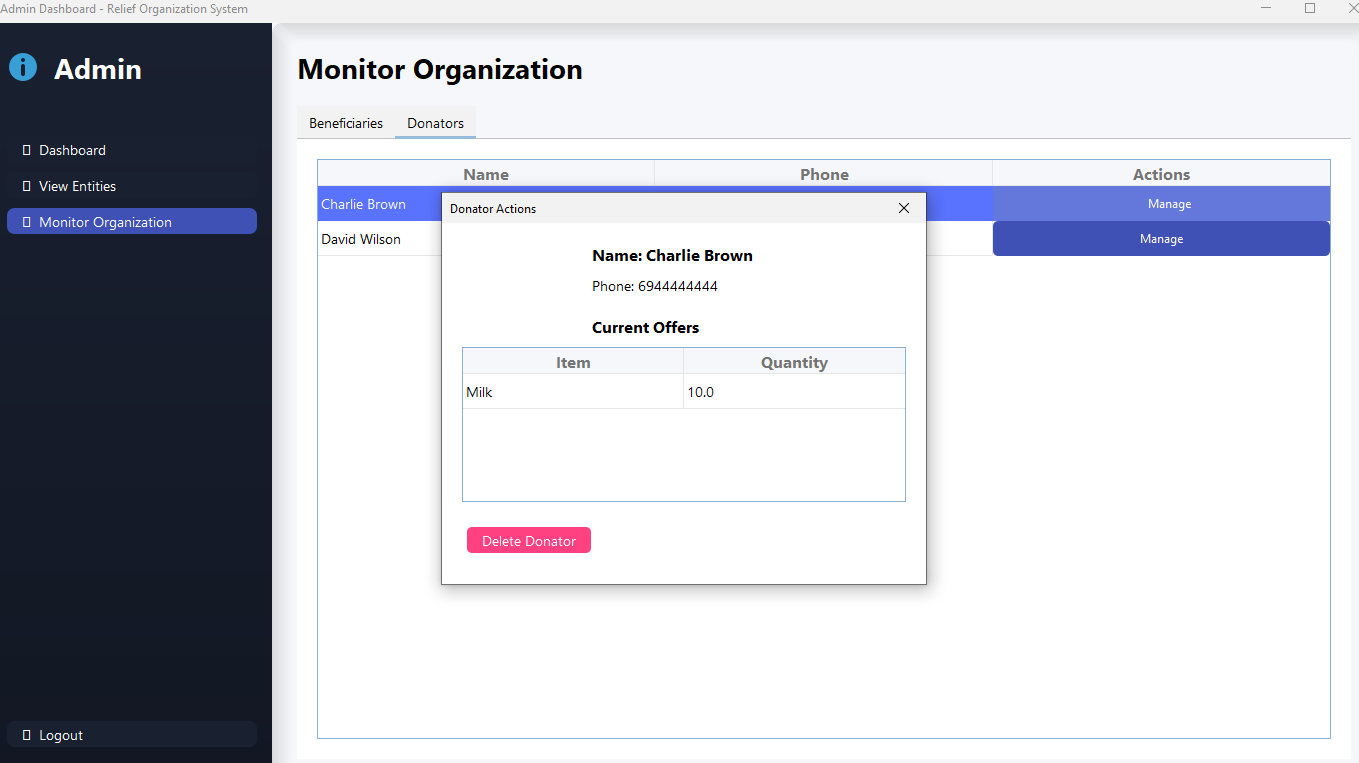 Admin Dashboard - Relief Organization System
Admin
Dashboard
View Entities
Monitor Organization
Logout
Monitor Organization
Beneficiaries Donators
Name Phone Actions
Charlie Brown Manage
David Wilson Manage
Donator Actions
Name: Charlie Brown
Phone: 6944444444
Current Offers
Item Quantity
Milk 10.0
Delete Donator